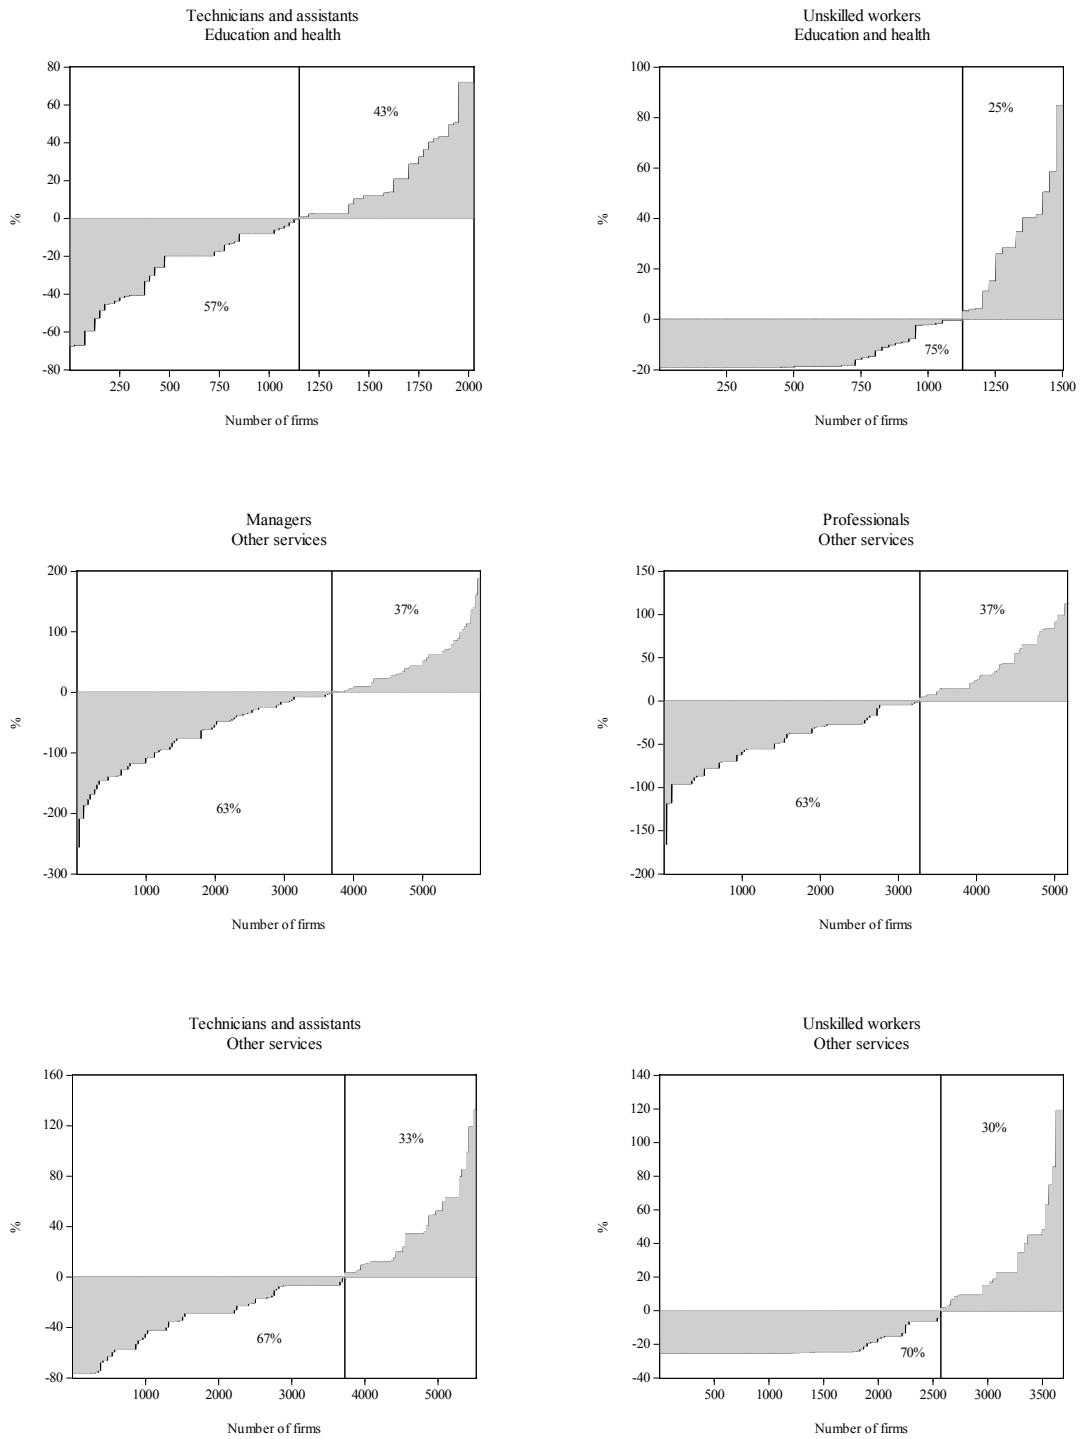 Technicians and assistants
Education and health
80
60
40
20
0
-20
-40
-60
-80
%
43%
57%
250 500 750 1000 1250 1500 1750 2000
Number of firms
Unskilled workers
Education and health
100
80
60
40
20
0
-20
%
25%
75%
250 500 750 1000 1250 1500
Number of firms
Managers
Other services
200
100
0
-100
-200
-300
%
37%
63%
1000 2000 3000 4000 5000
Number of firms
Professionals
Other services
150
100
50
0
-50
-100
-150
-200
%
37%
63%
1000 2000 3000 4000 5000
Number of firms
Technicians and assistants
Other services
160
120
80
40
0
-40
-80
%
33%
67%
1000 2000 3000 4000 5000
Number of firms
Unskilled workers
Other services
140
120
100
80
60
40
20
0
-20
-40
%
30%
70%
500 1000 1500 2000 2500 3000 3500
Number of firms